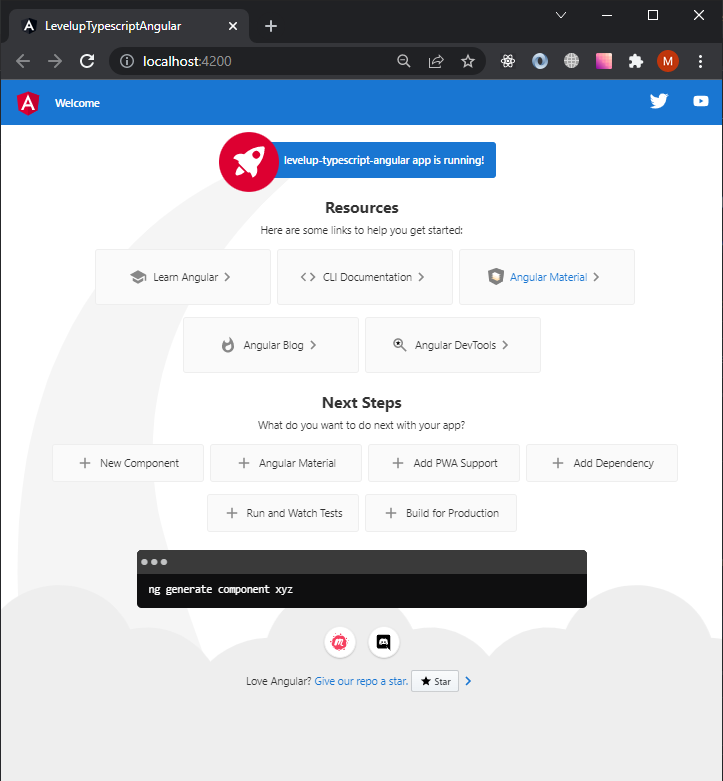 LevelupTypescriptAngular
localhost:4200
M
Welcome
levelup-typescript-angular app is running!
Resources
Here are some links to help you get started:
Learn Angular
CLI Documentation
Angular Material
Angular Blog
Angular DevTools
Next Steps
What do you want to do next with your app?
New Component
Angular Material
Add PWA Support
Add Dependency
Run and Watch Tests
Build for Production
ng generate component xyz
Love Angular? Give our repo a star. Star